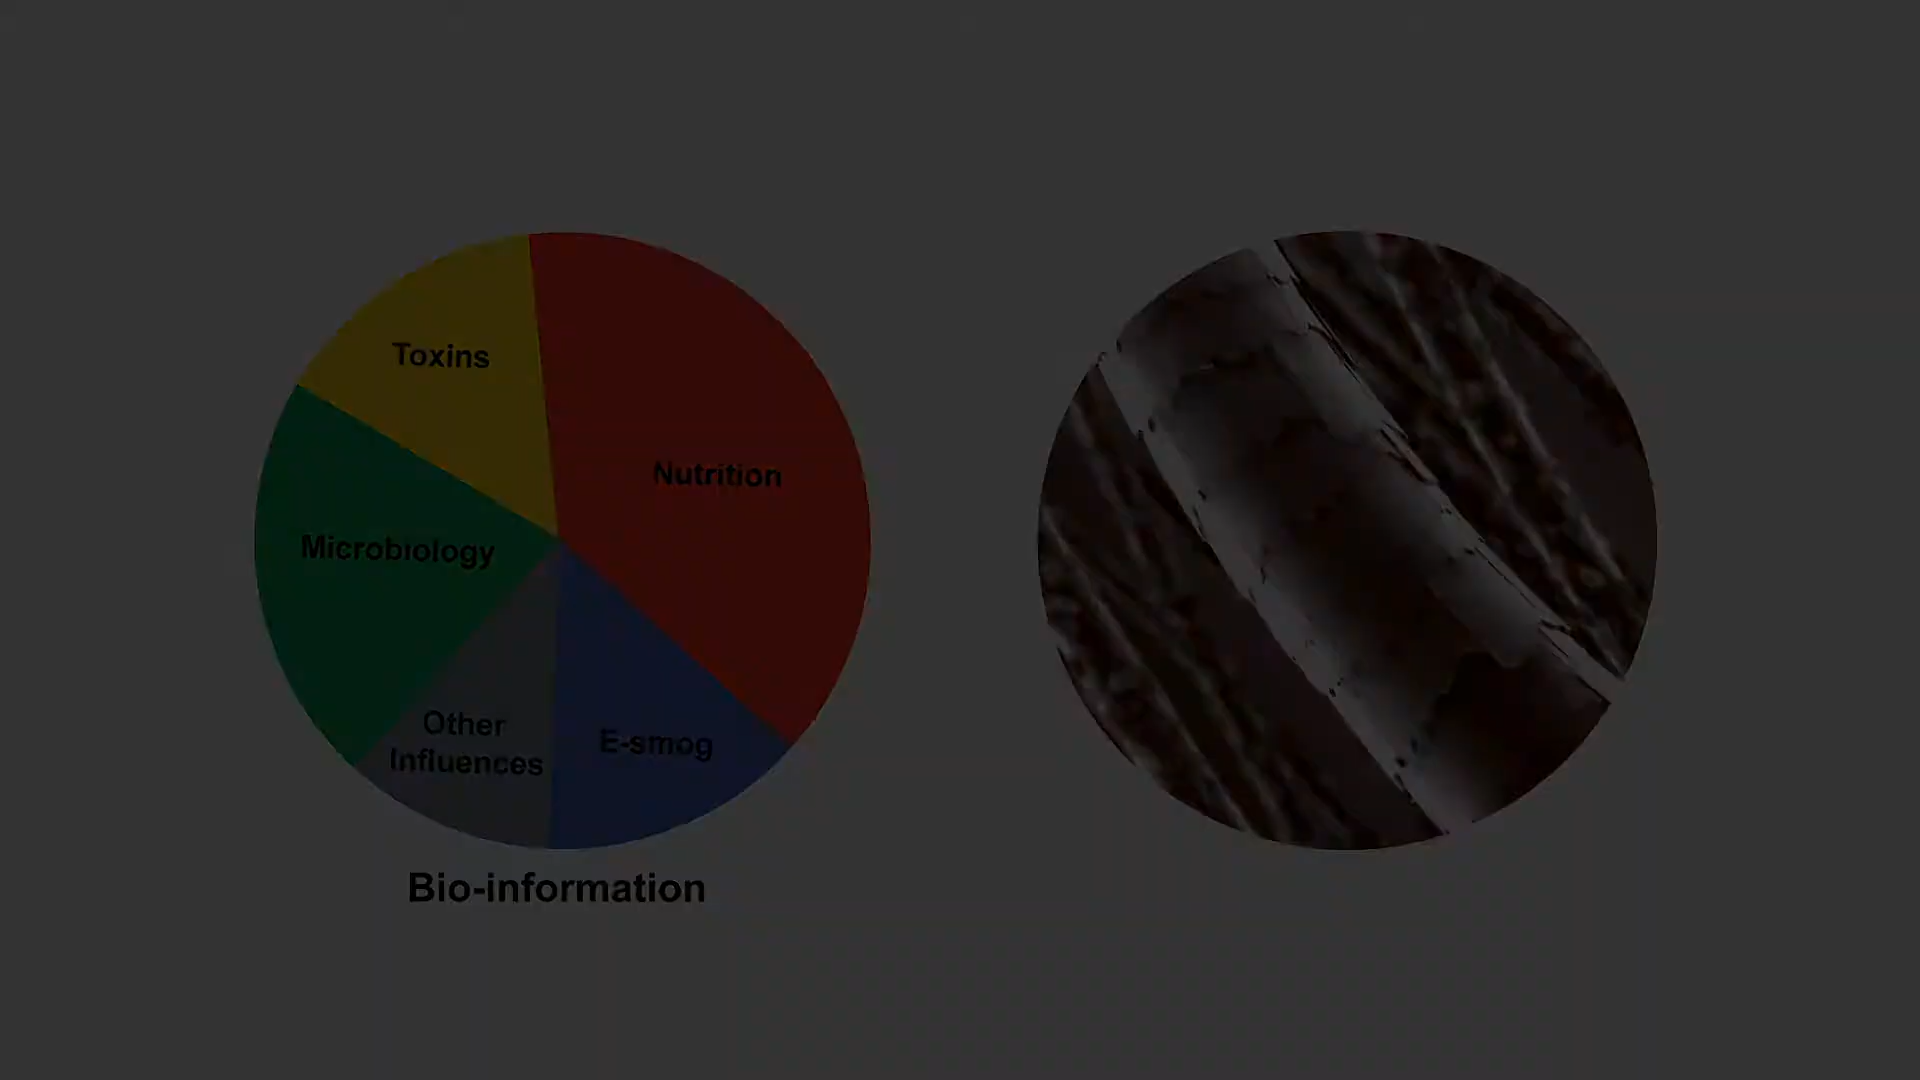 Toxins
Nutrition
Microbiology
Other
Influences
E-smog
Bio-information